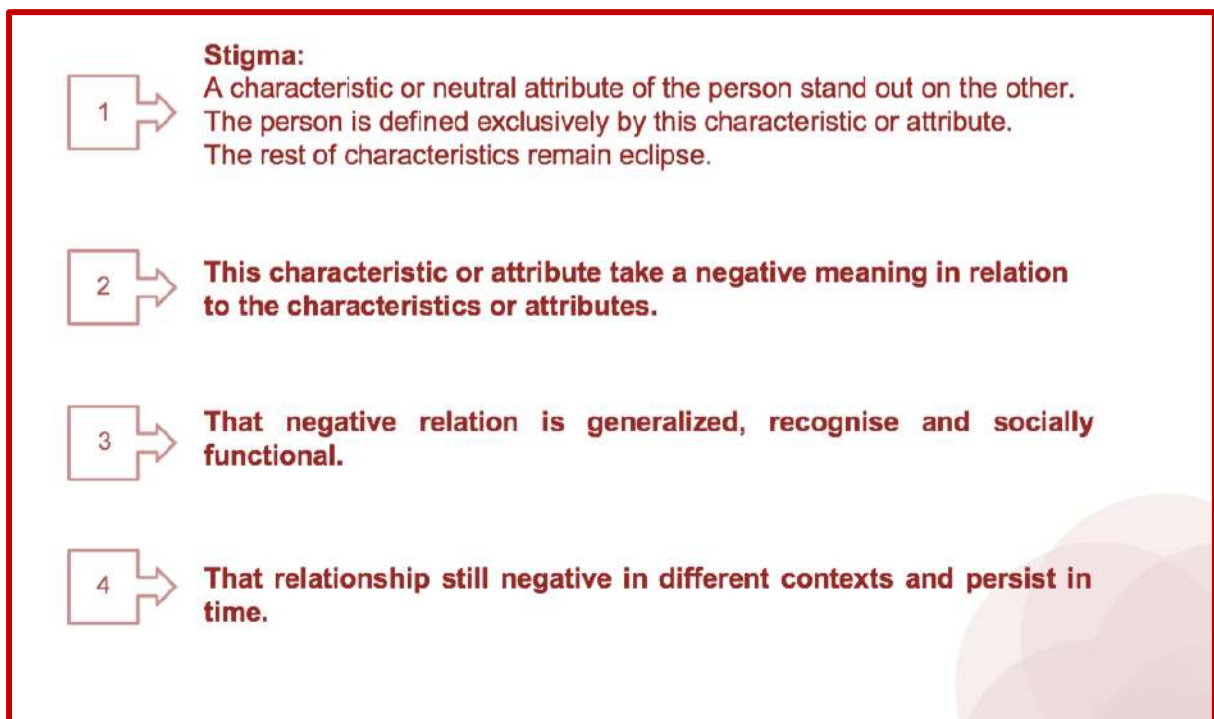 Stigma:
1
A characteristic or neutral attribute of the person stand out on the other.
The person is defined exclusively by this characteristic or attribute.
The rest of characteristics remain eclipse.
2
This characteristic or attribute take a negative meaning in relation
to the characteristics or attributes.
3
That negative relation is generalized, recognise and socially
functional.
4
That relationship still negative in different contexts and persist in
time.